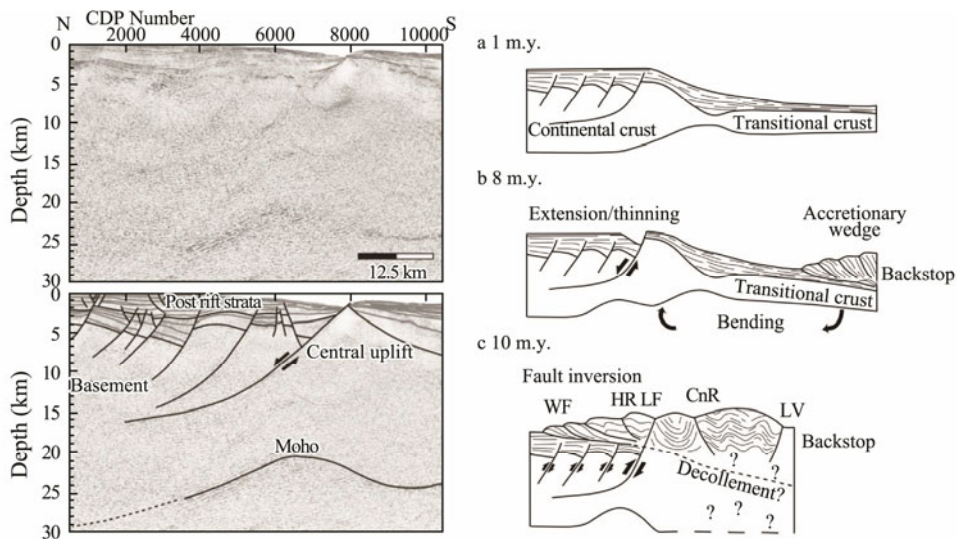 N CDP Number S
2000 4000 6000 8000 10000
0
5
10
15
20
25
30
Depth (km)
12.5 km
0
5
10
15
20
25
30
Depth (km)
Post rift strata
Central uplift
Basement
Moho
a 1 m.y.
Continental crust
Transitional crust
b 8 m.y.
Extension/thinning
Accretionary
wedge
Backstop
Transitional crust
Bending
c 10 m.y.
Fault inversion
WF HR LF CnR LV
Backstop
?
?
Decollement?
? ? ?
?